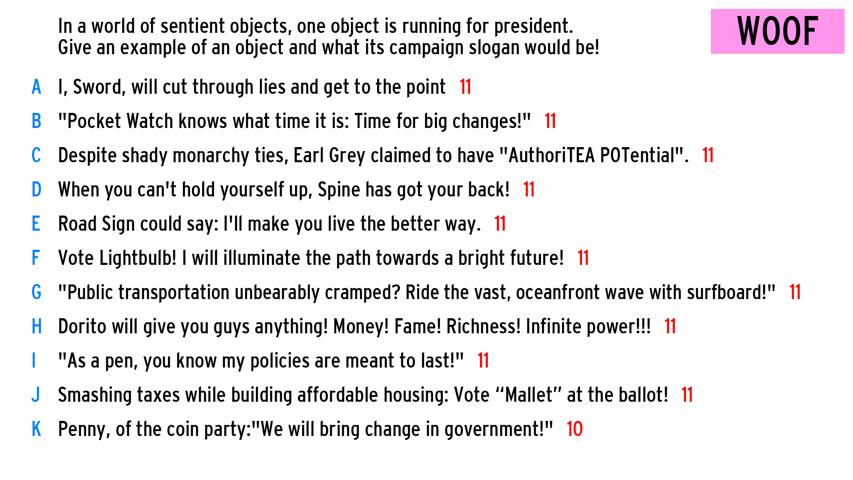 In a world of sentient objects, one object is running for president.
Give an example of an object and what its campaign slogan would be!
WOOF
A I, Sword, will cut through lies and get to the point 11
B "Pocket Watch knows what time it is: Time for big changes!" 11
C Despite shady monarchy ties, Earl Grey claimed to have "AuthoriTEA POTential". 11
D When you can't hold yourself up, Spine has got your back! 11
E Road Sign could say: I'll make you live the better way. 11
F Vote Lightbulb! I will illuminate the path towards a bright future! 11
G "Public transportation unbearably cramped? Ride the vast, oceanfront wave with surfboard!" 11
H Dorito will give you guys anything! Money! Fame! Richness! Infinite power!!! 11
I "As a pen, you know my policies are meant to last!" 11
J Smashing taxes while building affordable housing: Vote “Mallet” at the ballot! 11
K Penny, of the coin party:"We will bring change in government!" 10